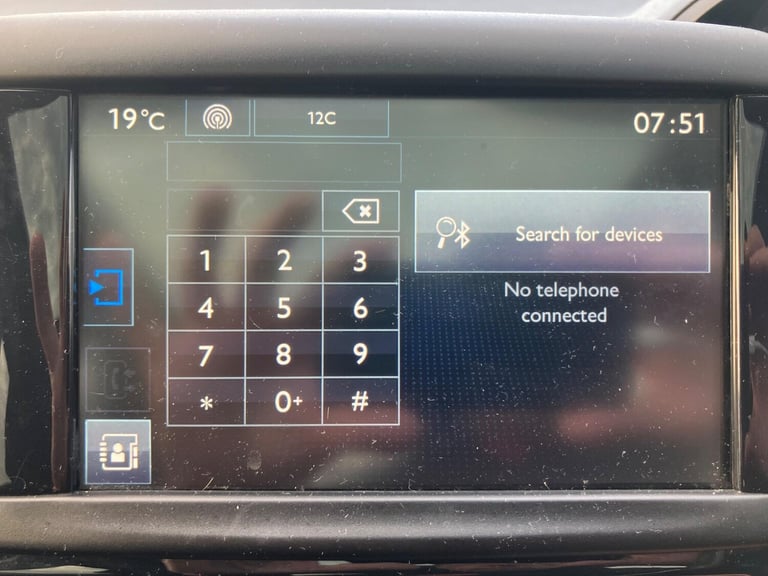 19°C
12C
07:51
Search for devices
No telephone
connected
1 2 3
4 5 6
7 8 9
* 0+ #